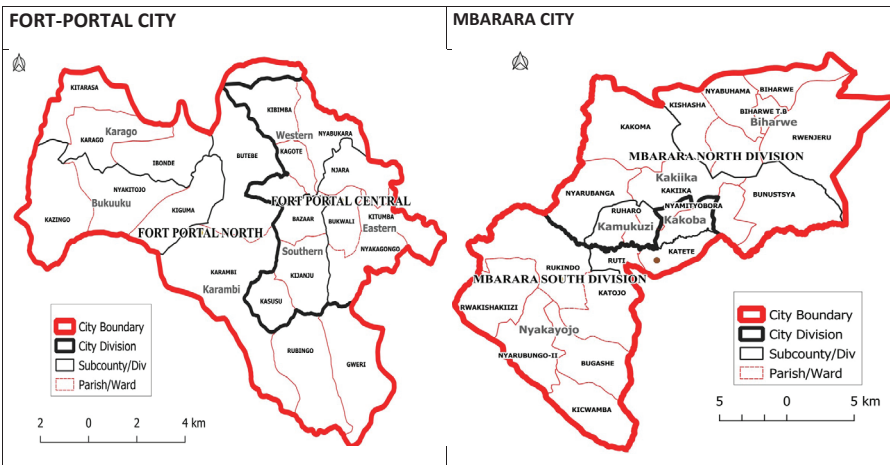 FORT-PORTAL CITY
KITARASA
KARAGO
Karago
IBONDE
NYAKITOJO
KAZINGO
Bukuuku
KIGUMA
BUTEBE
KIBIMBA
Western
KAGOTE
NYABUKARA
NJARA
FORT PORTAL CENTRAL
BAZAAR
BUKWALI
KITUMBA
Eastern
NYAKAGONGO
FORT PORTAL NORTH
Southern
KARAMBI
Karambi
KIJANJU
KASUSU
RUBINGO
GWERI
City Boundary
City Division
Subcounty/Div
Parish/Ward
2 0 2 4 km
MBARARA CITY
KISHASHA
NYABUHAMA
BIHARWE
BIHARWE T.B
Biharwe
KAKOMA
RWENJERU
MBARARA NORTH DIVISION
Kakiika
KAKIIKA
NYARUBANGA
BUNUSTSYA
NYAMITYOBORA
RUHARO
Kamukuzi
Kakoba
KATETE
RUTI
RUKINDO
MBARARA SOUTH DIVISION
KATOJO
RWAKISHAKIIZI
Nyakayojo
NYARUBUNGO-II
BUGASHE
KICWAMBA
City Boundary
City Division
Subcounty/Div
Parish/Ward
5 0 5 km